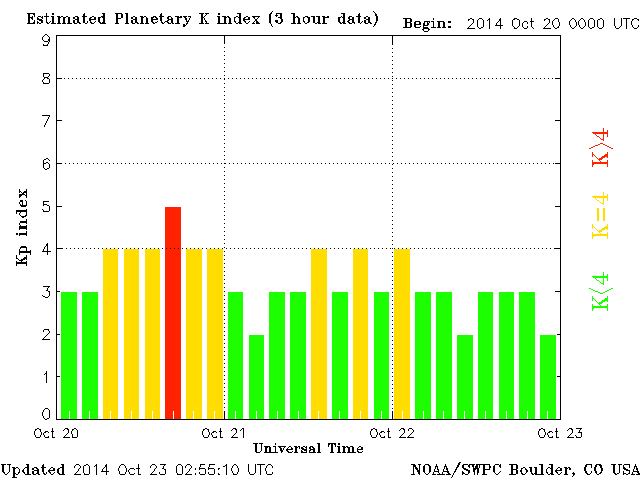 Estimated Planetary K index (3 hour data) Begin: 2014 Oct 20 0000 UTC
9
8
7
6
5
4
3
2
1
0
Kp index
K>4
K=4
K<4
Oct 20 Oct 21 Oct 22 Oct 23
Universal Time
Updated 2014 Oct 23 02:55:10 UTC NOAA/SWPC Boulder, CO USA